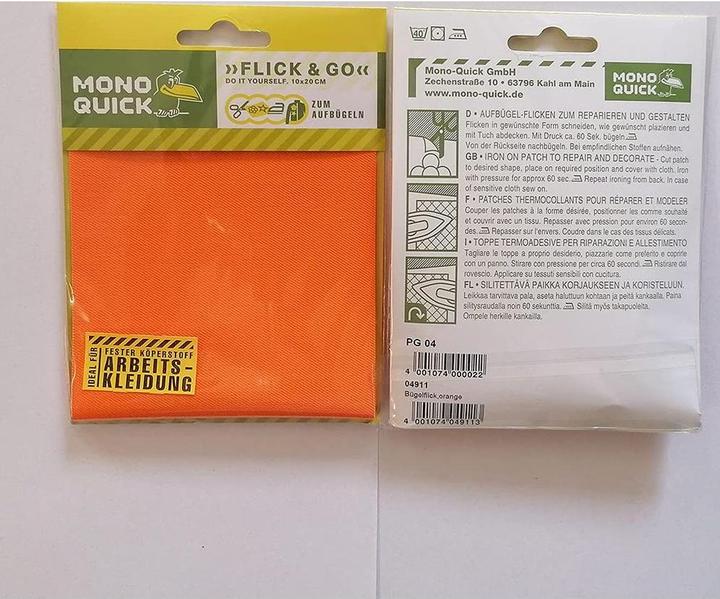 MONO
QUICK
»FLICK & GO«
DO IT YOURSELF. 10x20CM
ZUM
AUFBÜGELN
IDEAL FÜR
FESTER KÖPERSTOFF
ARBEITS-
KLEIDUNG
40
Mono-Quick GmbH
Zechenstraße 10 • 63796 Kahl am Main
www.mono-quick.de
MONO
QUICK
D • AUFBÜGEL-FLICKEN ZUM REPARIEREN UND GESTALTEN
Flicken in gewünschte Form schneiden, wie gewünscht plazieren und
mit Tuch abdecken. Mit Druck ca. 60 Sek. bügeln.
Von der Rückseite nachbügeln. Bei empfindlichen Stoffen aufnähen.
GB • IRON ON PATCH TO REPAIR AND DECORATE - Cut patch
to desired shape, place on required position and cover with cloth. Iron
with pressure for approx 60 sec. Repeat ironing from back. In case
of sensitive cloth sew on.
F • PATCHES THERMOCOLLANTS POUR RÉPARER ET MODELER
Couper les patches à la forme désirée, positionner les comme souhaité
et couvrir avec un tissu. Repasser avec pression pour environ 60 secon-
des. Repasser sur l'envers. Coudre dans le cas des tissus délicats.
I • TOPPE TERMOADESIVE PER RIPARAZIONI E ALLESTIMENTO
Tagliare le toppe a proprio desiderio, piazzarle come preferito e coprirle
con un panno. Stirare con pressione per circa 60 secondi. Ristirare dal
rovescio. Applicare su tessuti sensibili con cucitura.
FL • SILITETTÄVÄ PAIKKA KORJAUKSEEN JA KORISTELUUN.
Leikkaa tarvittava pala, aseta haluttuun kohtaan ja peitä kankaalla. Paina
silitysraudalla noin 60 sekunttia. Silitä myös takapuolelta.
Ompele herkille kankailla.
PG 04
4 001074 000022
04911
Bügelflick,orange
4 001074 049113